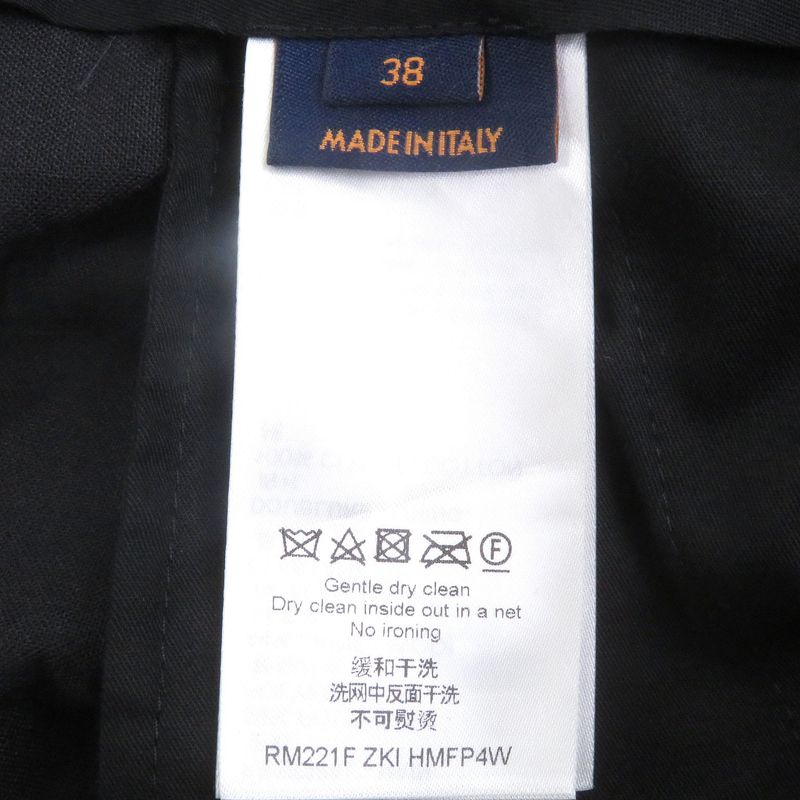 38
MADE IN ITALY
F
Gentle dry clean
Dry clean inside out in a net
No ironing
缓和干洗
洗网中反面干洗
不可熨烫
RM221F ZKI HMFP4W